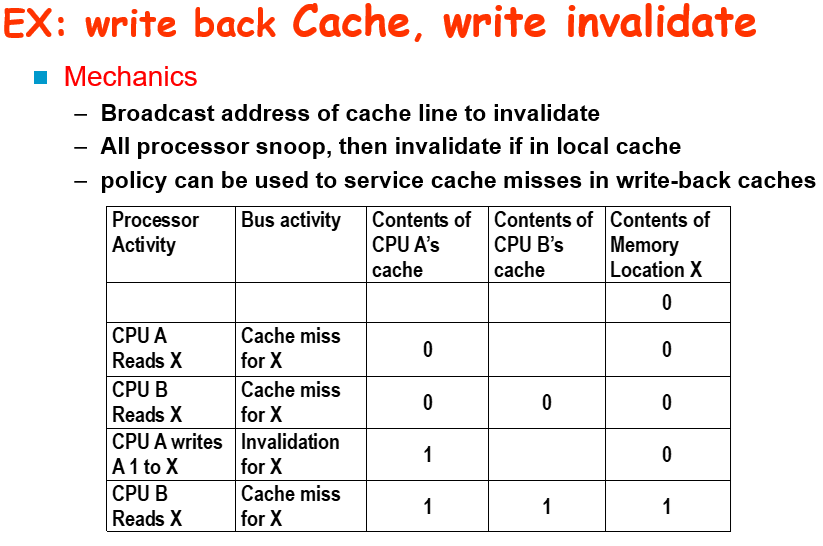 EX: write back Cache, write invalidate
Mechanics
– Broadcast address of cache line to invalidate
– All processor snoop, then invalidate if in local cache
– policy can be used to service cache misses in write-back caches
Processor Activity Bus activity Contents of CPU A's cache Contents of CPU B's cache Contents of Memory Location X
0
CPU A Reads X Cache miss for X 0 0
CPU B Reads X Cache miss for X 0 0 0
CPU A writes A 1 to X Invalidation for X 1 0
CPU B Reads X Cache miss for X 1 1 1